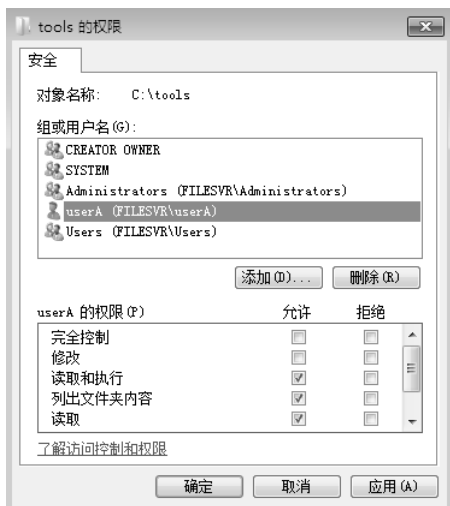 tools 的权限
安全
对象名称: C:\tools
组或用户名(G):
CREATOR OWNER
SYSTEM
Administrators (FILESVR\Administrators)
userA (FILESVR\userA)
Users (FILESVR\Users)
添加(D)... 删除(R)
userA 的权限(P) 允许 拒绝
完全控制
修改
读取和执行
列出文件夹内容
读取
了解访问控制和权限
确定 取消 应用(A)